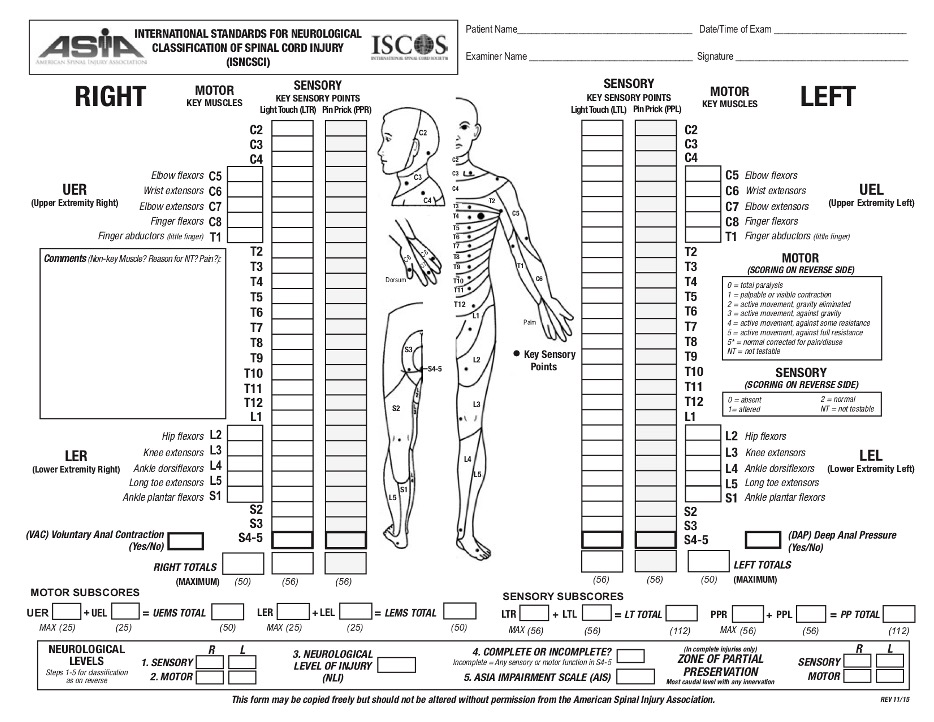 ASIA
AMERICAN SPINAL INJURY ASSOCIATION
INTERNATIONAL STANDARDS FOR NEUROLOGICAL
CLASSIFICATION OF SPINAL CORD INJURY
(ISNCSCI)
ISCOS
INTERNATIONAL SPINAL CORD SOCIETY
Patient Name
Date/Time of Exam
Examiner Name
Signature
RIGHT
MOTOR
KEY MUSCLES
SENSORY
KEY SENSORY POINTS
Light Touch (LTR) Pin Prick (PPR)
C2
C3
C4
UER
(Upper Extremity Right)
Elbow flexors C5
Wrist extensors C6
Elbow extensors C7
Finger flexors C8
Finger abductors (little finger) T1
Comments (Non-key Muscle? Reason for NT? Pain?):
T2
T3
T4
T5
T6
T7
T8
T9
T10
T11
T12
L1
LER
(Lower Extremity Right)
Hip flexors L2
Knee extensors L3
Ankle dorsiflexors L4
Long toe extensors L5
Ankle plantar flexors S1
S2
S3
S4-5
(VAC) Voluntary Anal Contraction
(Yes/No)
RIGHT TOTALS
(MAXIMUM) (50) (56) (56)
C2
C3
C4
Dorsum
C8
C6
S3
S4-5
S2
L5
S1
L4
C2
C3
C4
T2
T3
T4
T5
T6
T7
T8
T9
T10
T11
T12
C5
T1
C6
Palm
L1
L2
L3
L4
L5
Key Sensory
Points
SENSORY
KEY SENSORY POINTS
Light Touch (LTL) Pin Prick (PPL)
MOTOR
KEY MUSCLES
LEFT
C2
C3
C4
C5 Elbow flexors
C6 Wrist extensors
C7 Elbow extensors
C8 Finger flexors
T1 Finger abductors (little finger)
UEL
(Upper Extremity Left)
T2
T3
T4
T5
T6
T7
T8
T9
T10
T11
T12
L1
MOTOR
(SCORING ON REVERSE SIDE)
0 = total paralysis
1 = palpable or visible contraction
2 = active movement, gravity eliminated
3 = active movement, against gravity
4 = active movement, against some resistance
5 = active movement, against full resistance
5* = normal corrected for pain/disuse
NT = not testable
SENSORY
(SCORING ON REVERSE SIDE)
0 = absent 2 = normal
1= altered NT = not testable
L2 Hip flexors
L3 Knee extensors
L4 Ankle dorsiflexors
L5 Long toe extensors
S1 Ankle plantar flexors
LEL
(Lower Extremity Left)
S2
S3
S4-5
(DAP) Deep Anal Pressure
(Yes/No)
LEFT TOTALS
(56) (56) (50) (MAXIMUM)
MOTOR SUBSCORES
UER + UEL = UEMS TOTAL LER + LEL = LEMS TOTAL
MAX (25) (25) (50) MAX (25) (25) (50)
SENSORY SUBSCORES
LTR + LTL = LT TOTAL PPR + PPL = PP TOTAL
MAX (56) (56) (112) MAX (56) (56) (112)
NEUROLOGICAL
LEVELS
Steps 1-5 for classification
as on reverse
R L
1. SENSORY
2. MOTOR
3. NEUROLOGICAL
LEVEL OF INJURY
(NLI)
4. COMPLETE OR INCOMPLETE?
Incomplete = Any sensory or motor function in S4-5
5. ASIA IMPAIRMENT SCALE (AIS)
(In complete injuries only)
ZONE OF PARTIAL
PRESERVATION
Most caudal level with any innervation
R L
SENSORY
MOTOR
This form may be copied freely but should not be altered without permission from the American Spinal Injury Association.
REV 11/15